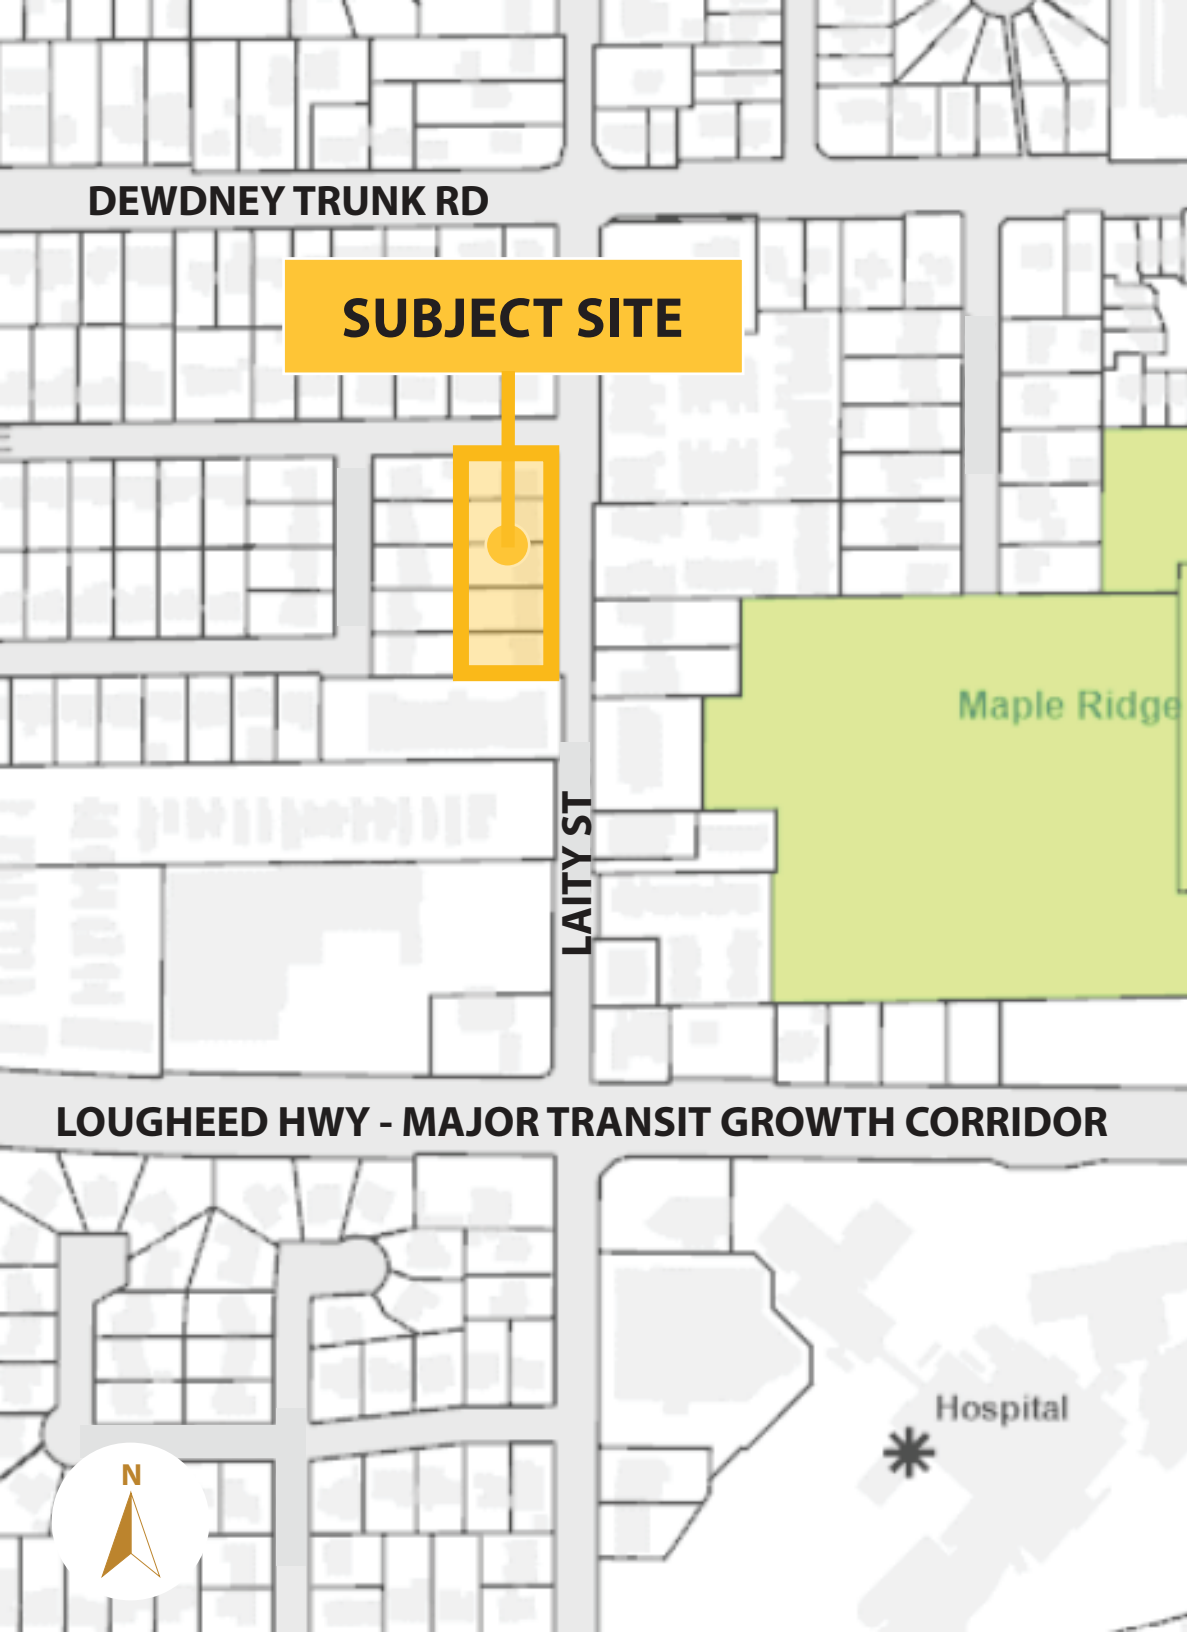 DEWDNEY TRUNK RD
SUBJECT SITE
Maple Ridge
LAITY ST
LOUGHEED HWY - MAJOR TRANSIT GROWTH CORRIDOR
Hospital
N